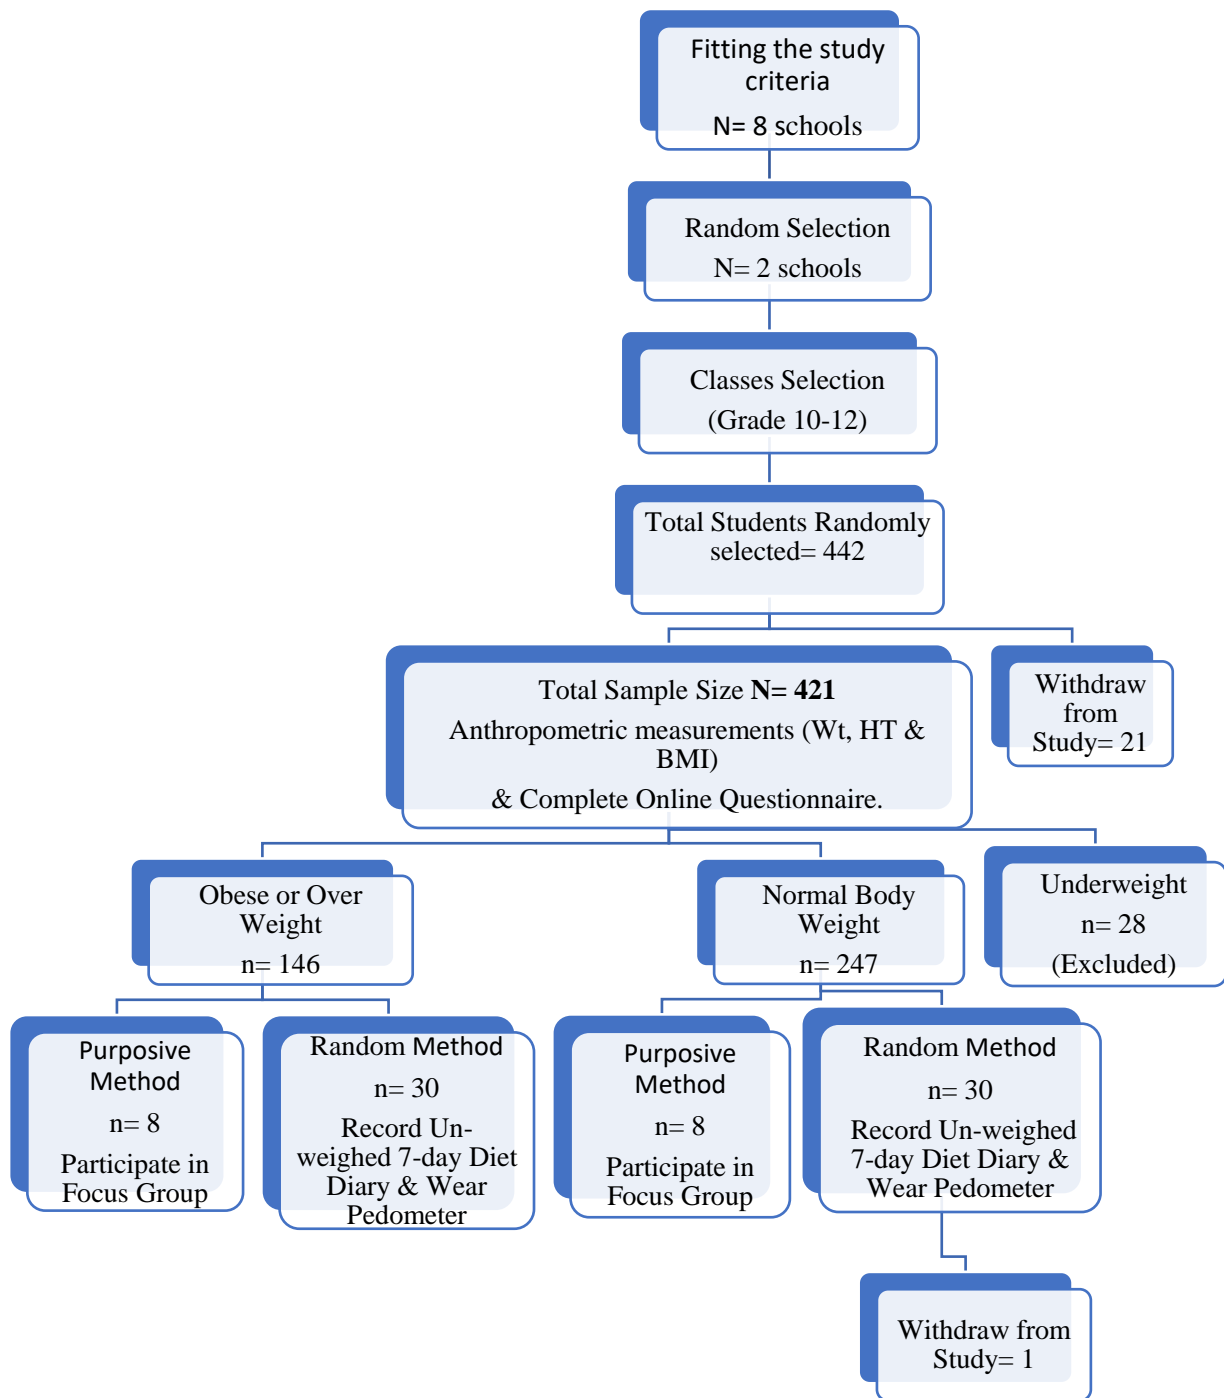 Fitting the study
criteria
N= 8 schools
Random Selection
N= 2 schools
Classes Selection
(Grade 10-12)
Total Students Randomly
selected= 442
Total Sample Size N= 421
Anthropometric measurements (Wt, HT &
BMI)
& Complete Online Questionnaire.
Withdraw
from
Study= 21
Obese or Over
Weight
n= 146
Normal Body
Weight
n= 247
Underweight
n= 28
(Excluded)
Purposive
Method
n= 8
Participate in
Focus Group
Random Method
n= 30
Record Un-
weighed 7-day Diet
Diary & Wear
Pedometer
Purposive
Method
n= 8
Participate in
Focus Group
Random Method
n= 30
Record Un-weighed
7-day Diet Diary &
Wear Pedometer
Withdraw from
Study= 1